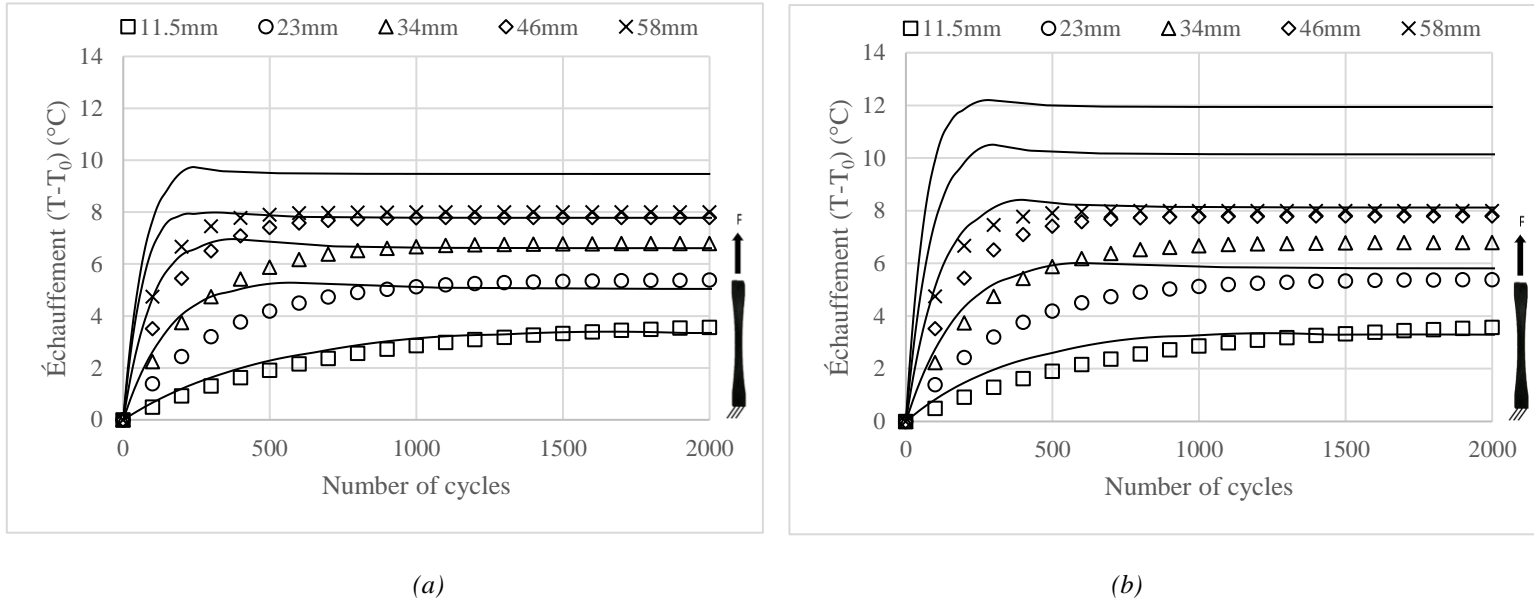 11.5mm 23mm 34mm 46mm 58mm
14
12
10
8
6
4
2
0
Échauffement (T-T0) (°C)
F
0 500 1000 1500 2000
Number of cycles
(a)
11.5mm 23mm 34mm 46mm 58mm
14
12
10
8
6
4
2
0
Échauffement (T-T0) (°C)
F
0 500 1000 1500 2000
Number of cycles
(b)